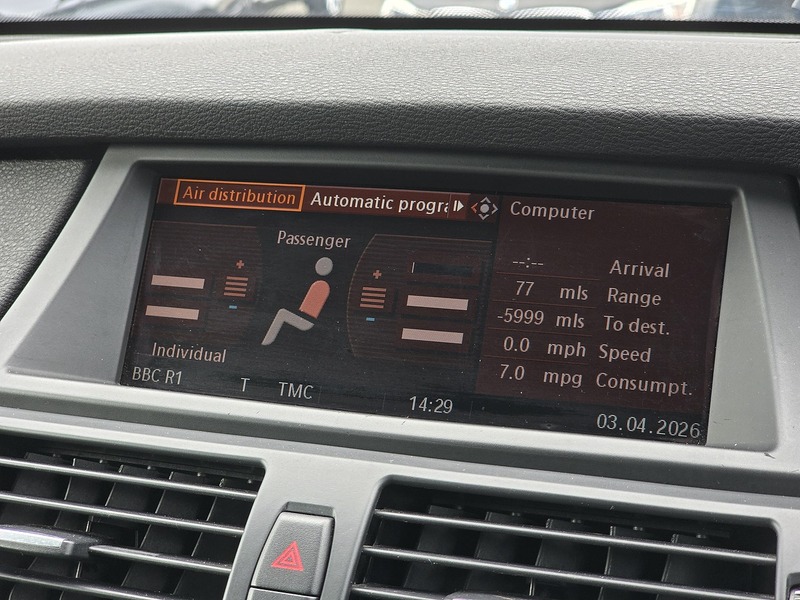 Air distribution Automatic progra
Computer
Passenger
--:-- Arrival
77 mls Range
-5999 mls To dest.
0.0 mph Speed
7.0 mpg Consumpt.
Individual
BBC R1 T TMC 14:29 03.04.2026